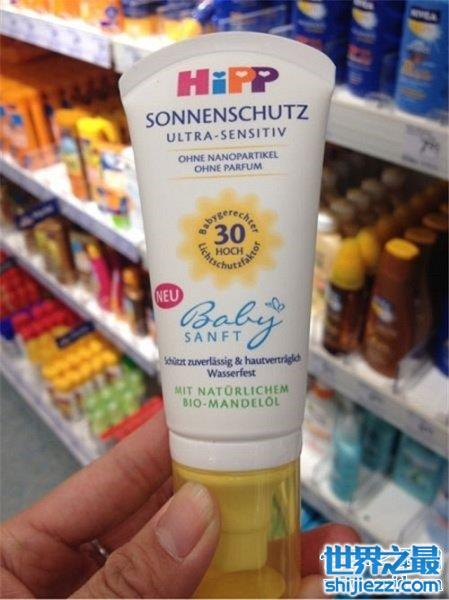 HiPP
SONNENSCHUTZ
ULTRA-SENSITIV
OHNE NANOPARTIKEL
OHNE PARFUM
Babygerechter
30
HOCH
Lichtschutzfaktor
NEU
Baby
SANFT
Schützt zuverlässig & hautverträglich
Wasserfest
MIT NATÜRLICHEM
BIO-MANDELÖL
NIVEA
世界之最
shijiezz.com